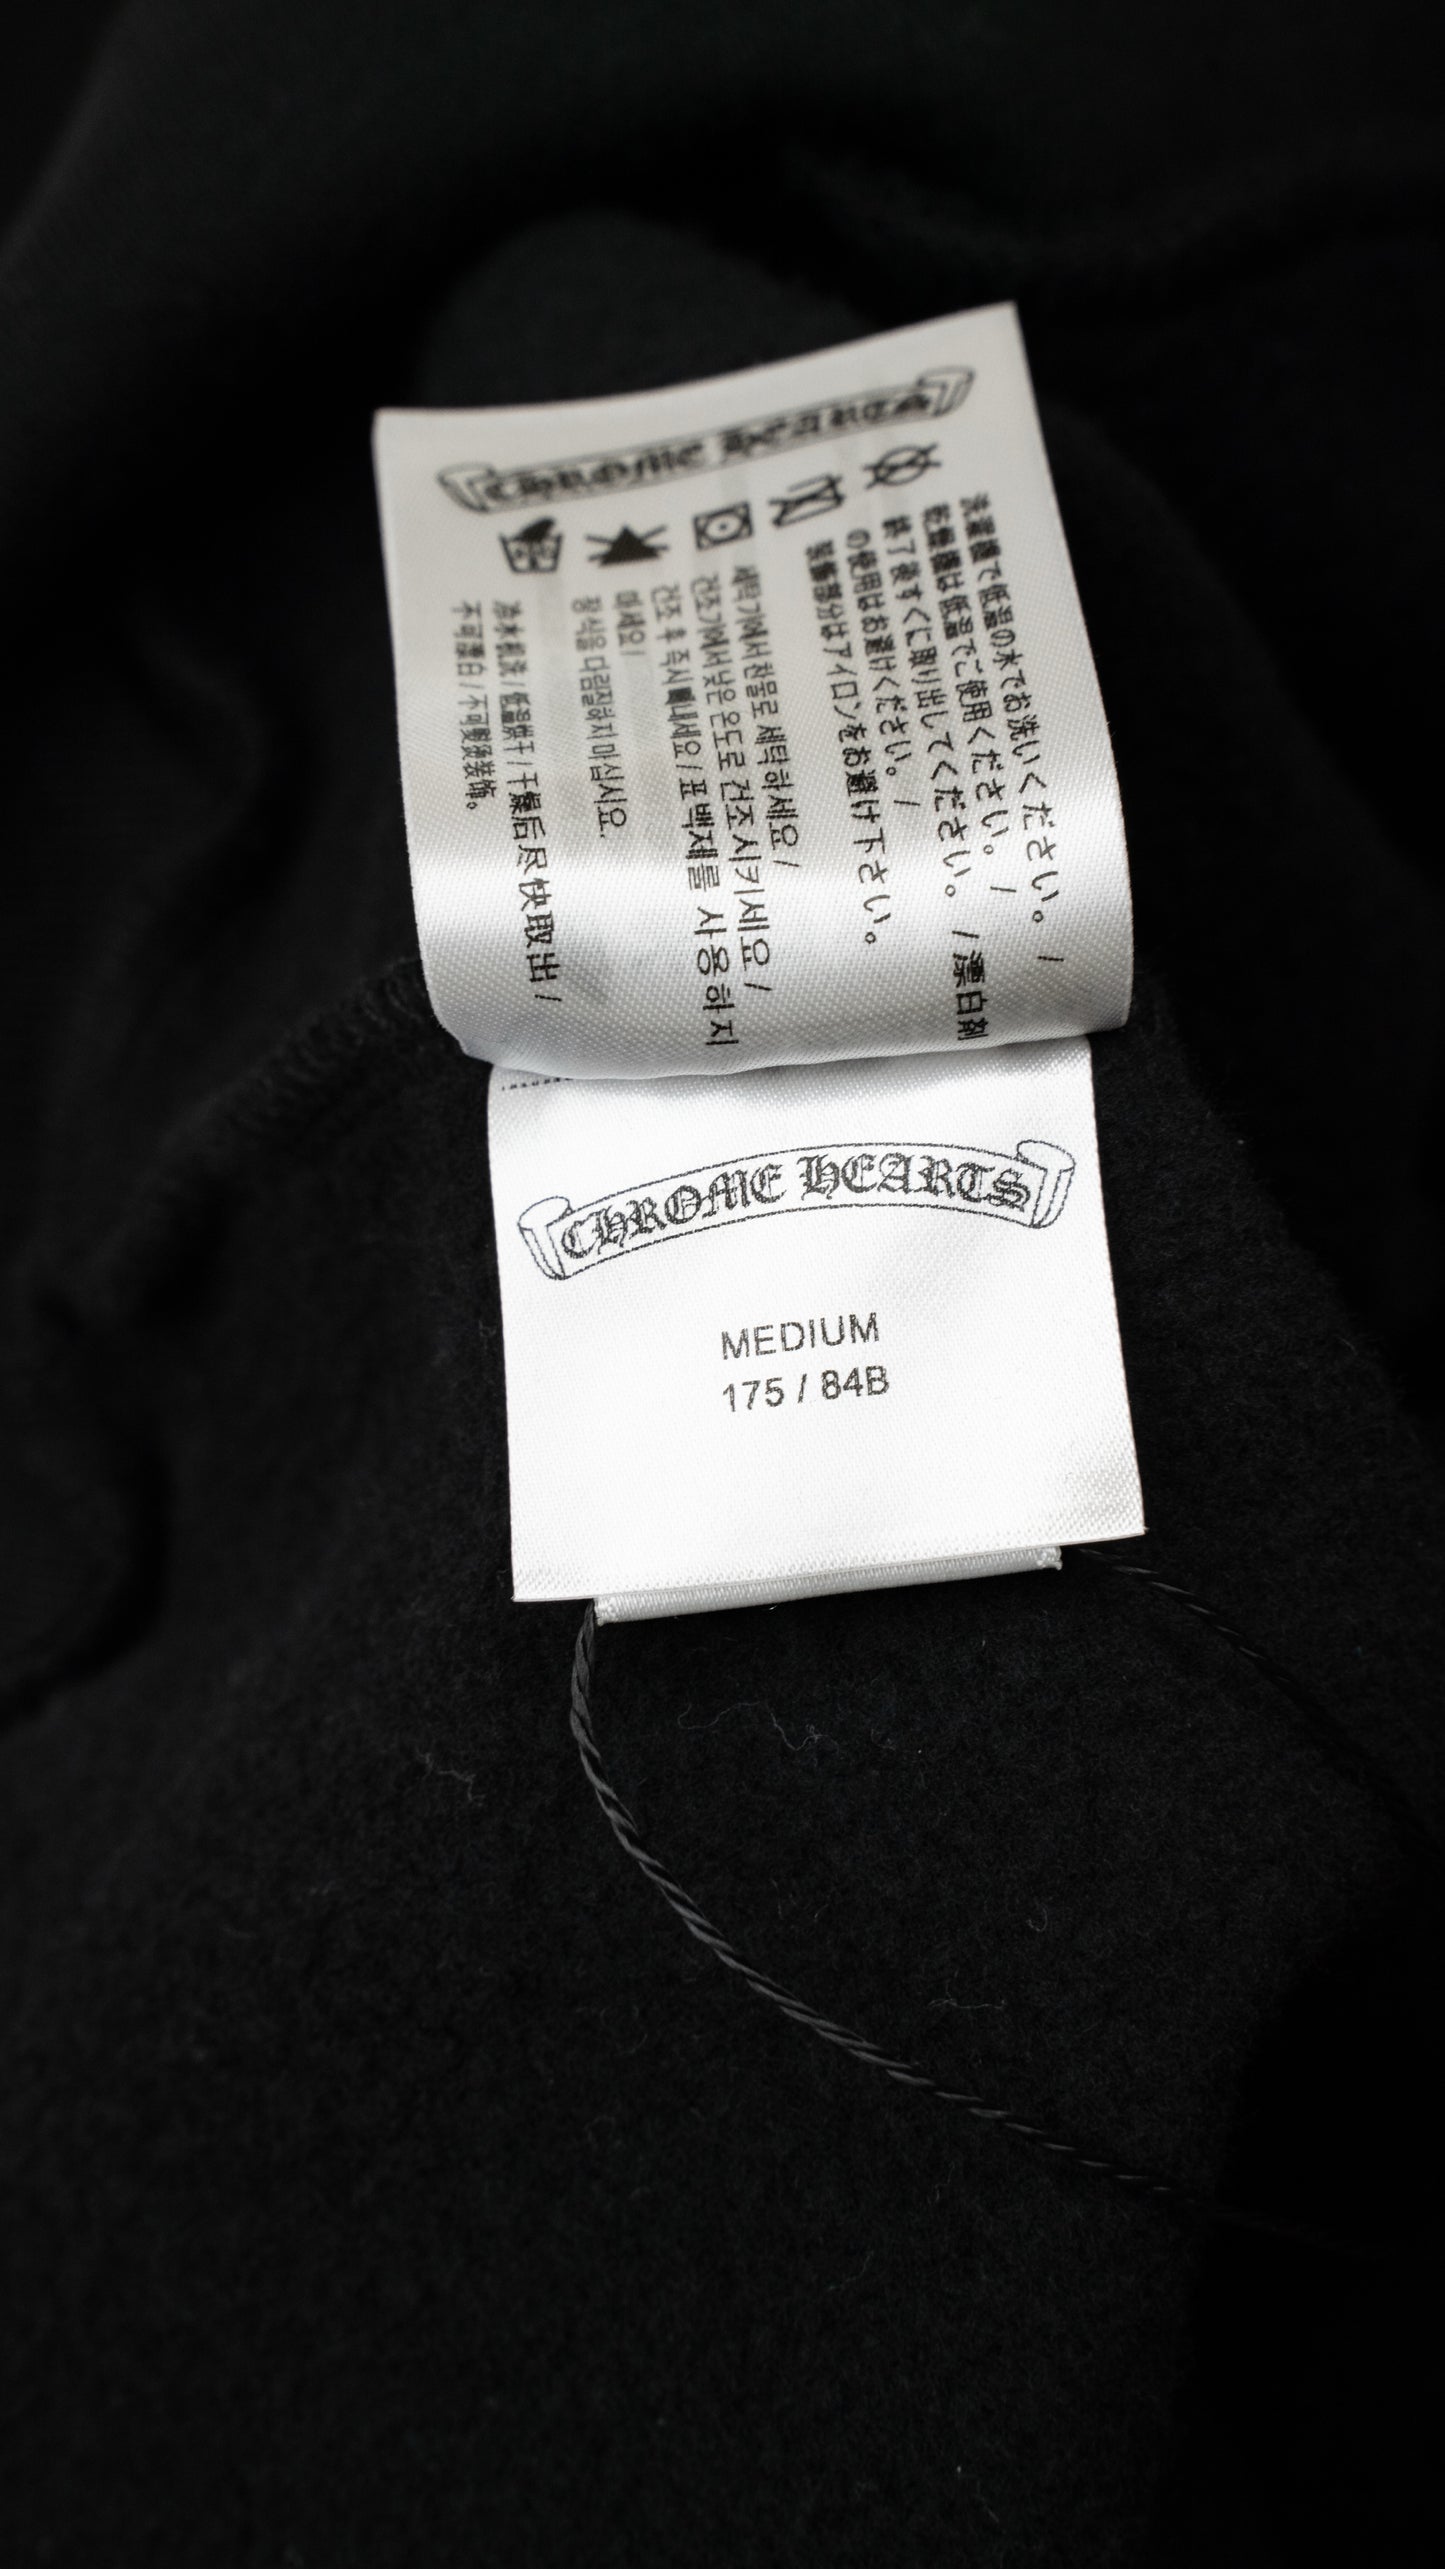 CHROME HEARTS
洗濯機で低温の水でお洗いください。 /
乾燥機は低温でご使用ください。 /
終了後すぐに取り出してください。 / 漂白剤
の使用はお避けください。 /
装飾部分はアイロンをお避け下さい。
세탁기에서 찬물로 세탁하세요 /
건조기에서 낮은 온도로 건조시키세요 /
건조 후 즉시 빼내세요 / 표백제를 사용하지
마세요 /
장식을 다림질하지 마십시요.
冷水机洗 / 低温烘干 / 干燥后尽快取出 /
不可漂白 / 不可熨烫装饰。
CHROME HEARTS
MEDIUM
175 / 84B